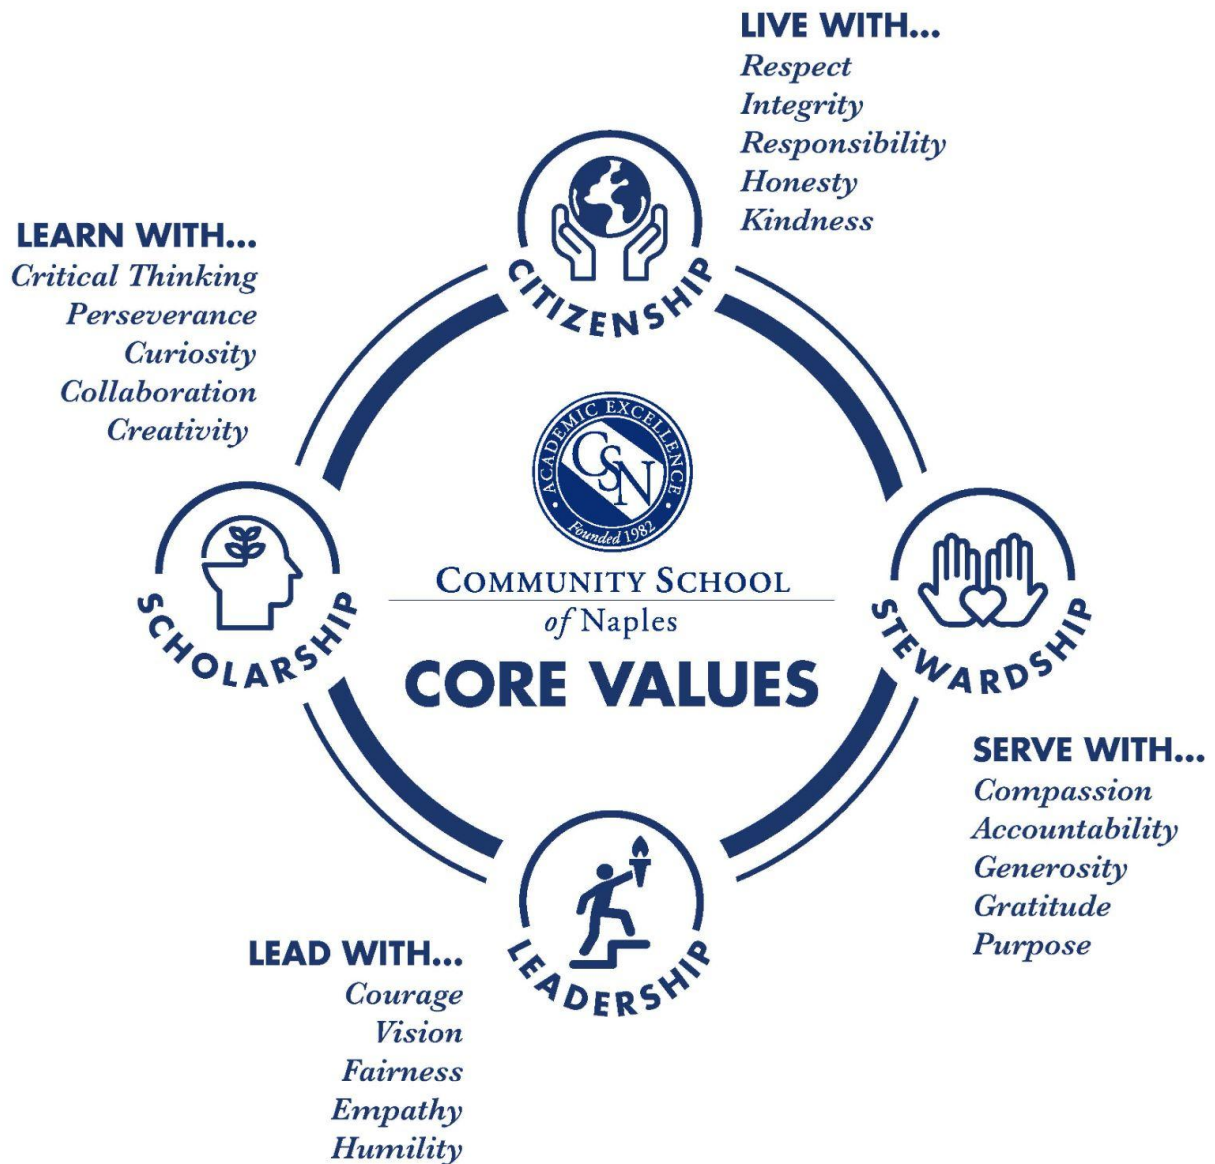 LIVE WITH...
Respect
Integrity
Responsibility
Honesty
Kindness
CITIZENSHIP
LEARN WITH...
Critical Thinking
Perseverance
Curiosity
Collaboration
Creativity
SCHOLARSHIP
ACADEMIC EXCELLENCE
CSN
Founded 1982
COMMUNITY SCHOOL
of Naples
CORE VALUES
STEWARDSHIP
SERVE WITH...
Compassion
Accountability
Generosity
Gratitude
Purpose
LEADERSHIP
LEAD WITH...
Courage
Vision
Fairness
Empathy
Humility